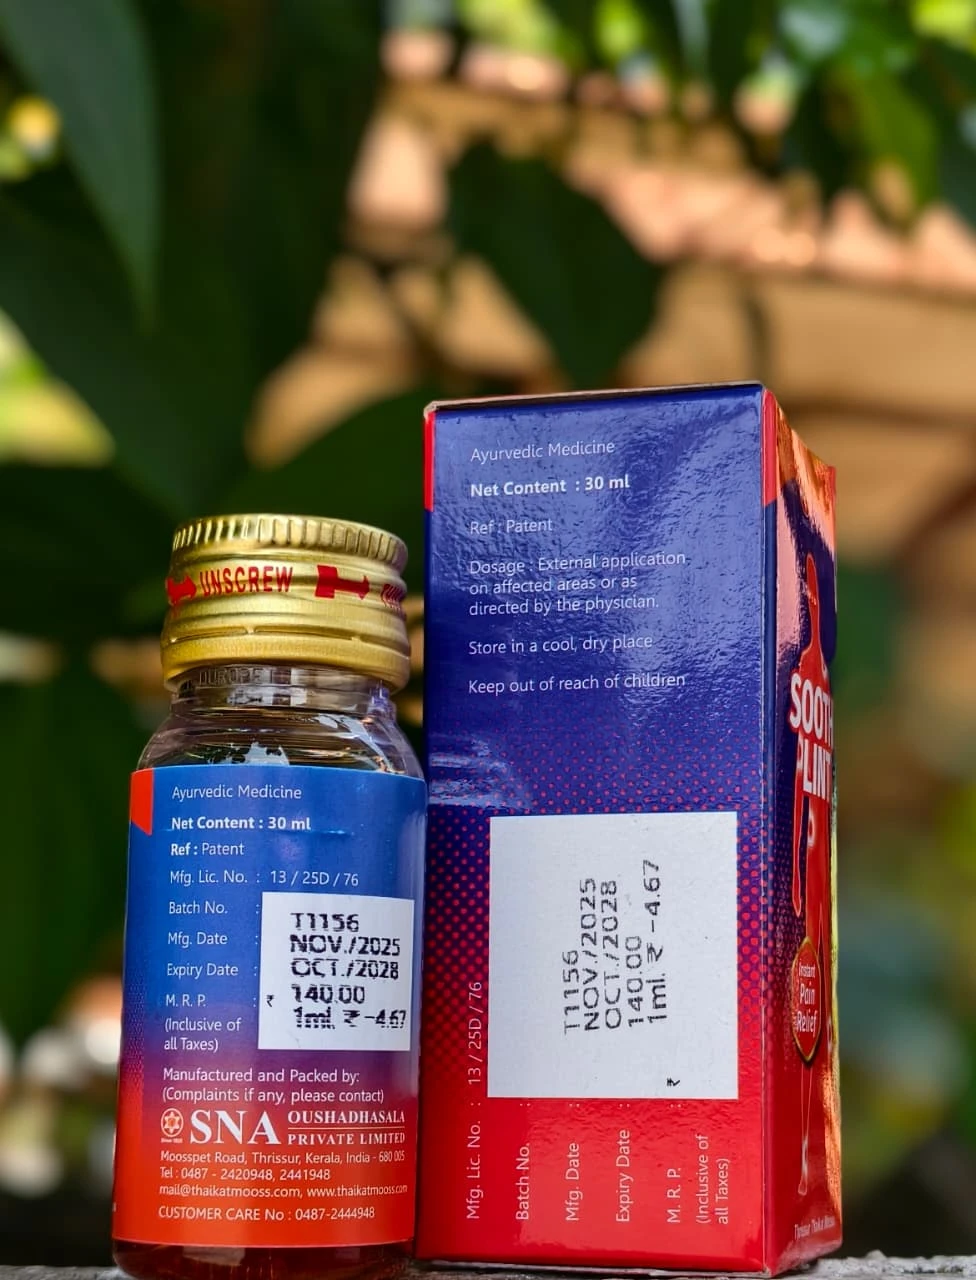 UNSCREW
DUROPET
Ayurvedic Medicine
Net Content : 30 ml
Ref : Patent
Mfg. Lic. No. : 13 / 25D / 76
Batch No. : T1156
Mfg. Date : NOV./2025
Expiry Date : OCT./2028
M. R. P. : ₹ 140.00
(Inclusive of 1ml. ₹ -4.67
all Taxes)
Manufactured and Packed by:
(Complaints if any, please contact)
Since 1920
SNA OUSHADHASALA
PRIVATE LIMITED
Moosspet Road, Thrissur, Kerala, India - 680 005
Tel : 0487 - 2420948, 2441948
mail@thaikatmooss.com, www.thaikatmooss.com
CUSTOMER CARE No : 0487-2444948
Ayurvedic Medicine
Net Content : 30 ml
Ref : Patent
Dosage : External application
on affected areas or as
directed by the physician.
Store in a cool, dry place
Keep out of reach of children
Mfg. Lic. No. : 13 / 25D / 76
Batch No. : T1156
Mfg. Date : NOV./2025
Expiry Date : OCT./2028
M. R. P. : ₹ 140.00
(Inclusive of 1ml. ₹ -4.67
all Taxes)
SOOTH
PLINT
P
Instant
Pain
Relief